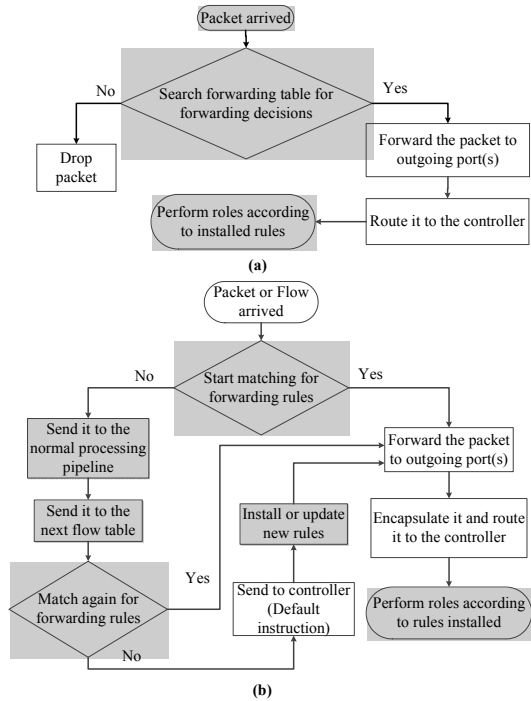 Packet arrived
No
Search forwarding table for
forwarding decisions
Yes
Drop
packet
Forward the packet to
outgoing port(s)
Perform roles according
to installed rules
Route it to the controller
(a)
Packet or Flow
arrived
No
Start matching for
forwarding rules
Yes
Send it to the
normal processing
pipeline
Forward the packet
to outgoing port(s)
Send it to the
next flow table
Install or update
new rules
Encapsulate it and route
it to the controller
Match again for
forwarding rules
Yes
Send to controller
(Default
instruction)
Perform roles according
to rules installed
No
(b)